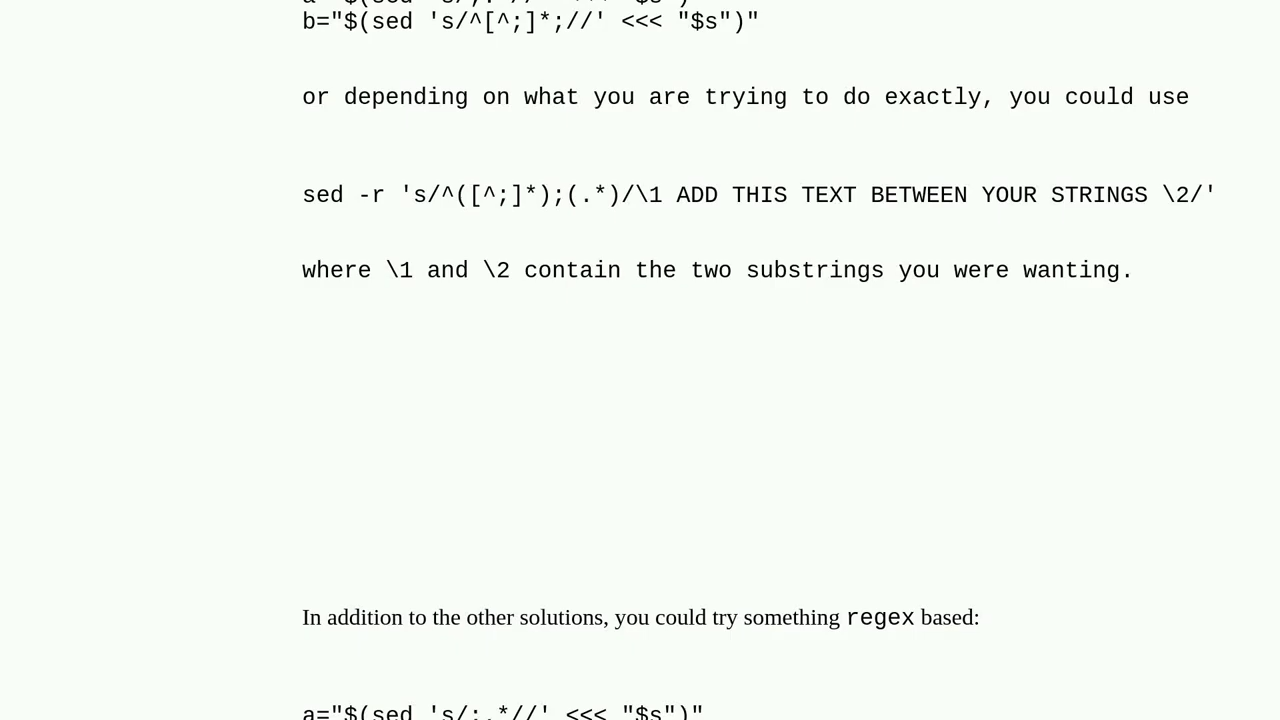 b="$(sed 's/^[^;]*;//' <<< "$s")"
or depending on what you are trying to do exactly, you could use
sed -r 's/^([^;]*);(.*)/\1 ADD THIS TEXT BETWEEN YOUR STRINGS \2/'
where \1 and \2 contain the two substrings you were wanting.
In addition to the other solutions, you could try something regex based:
a="$(sed 's/;.*//' <<< "$s")"